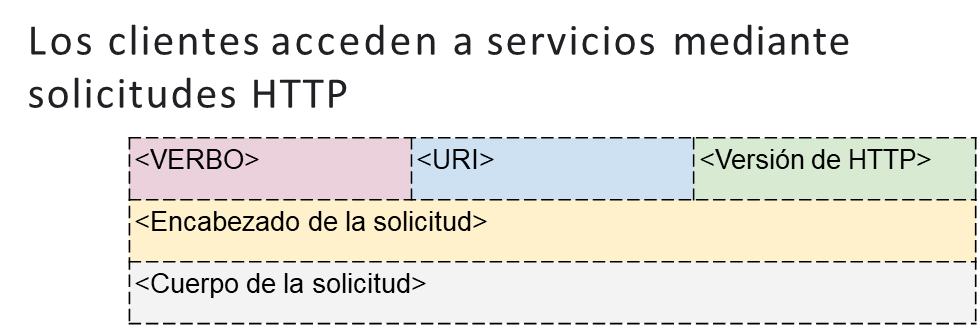 Los clientes acceden a servicios mediante
solicitudes HTTP
<VERBO> <URI> <Versión de HTTP>
<Encabezado de la solicitud>
<Cuerpo de la solicitud>